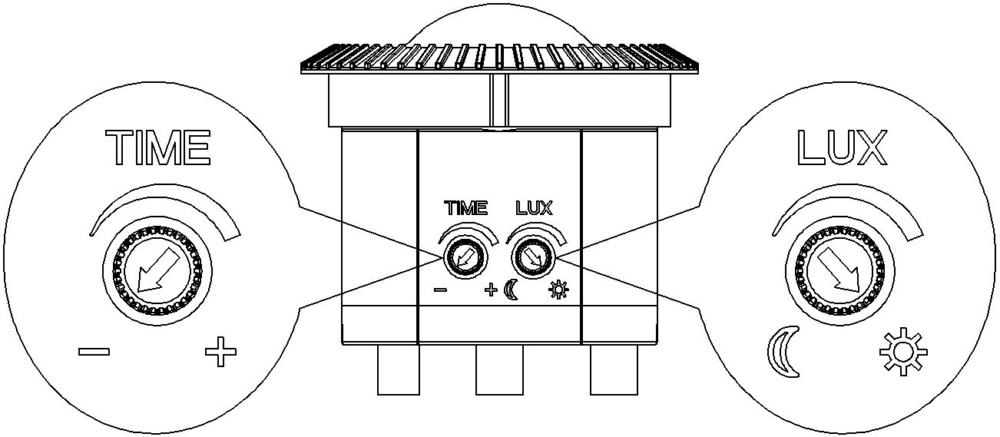 TIME
LUX
TIME LUX
− +
− +